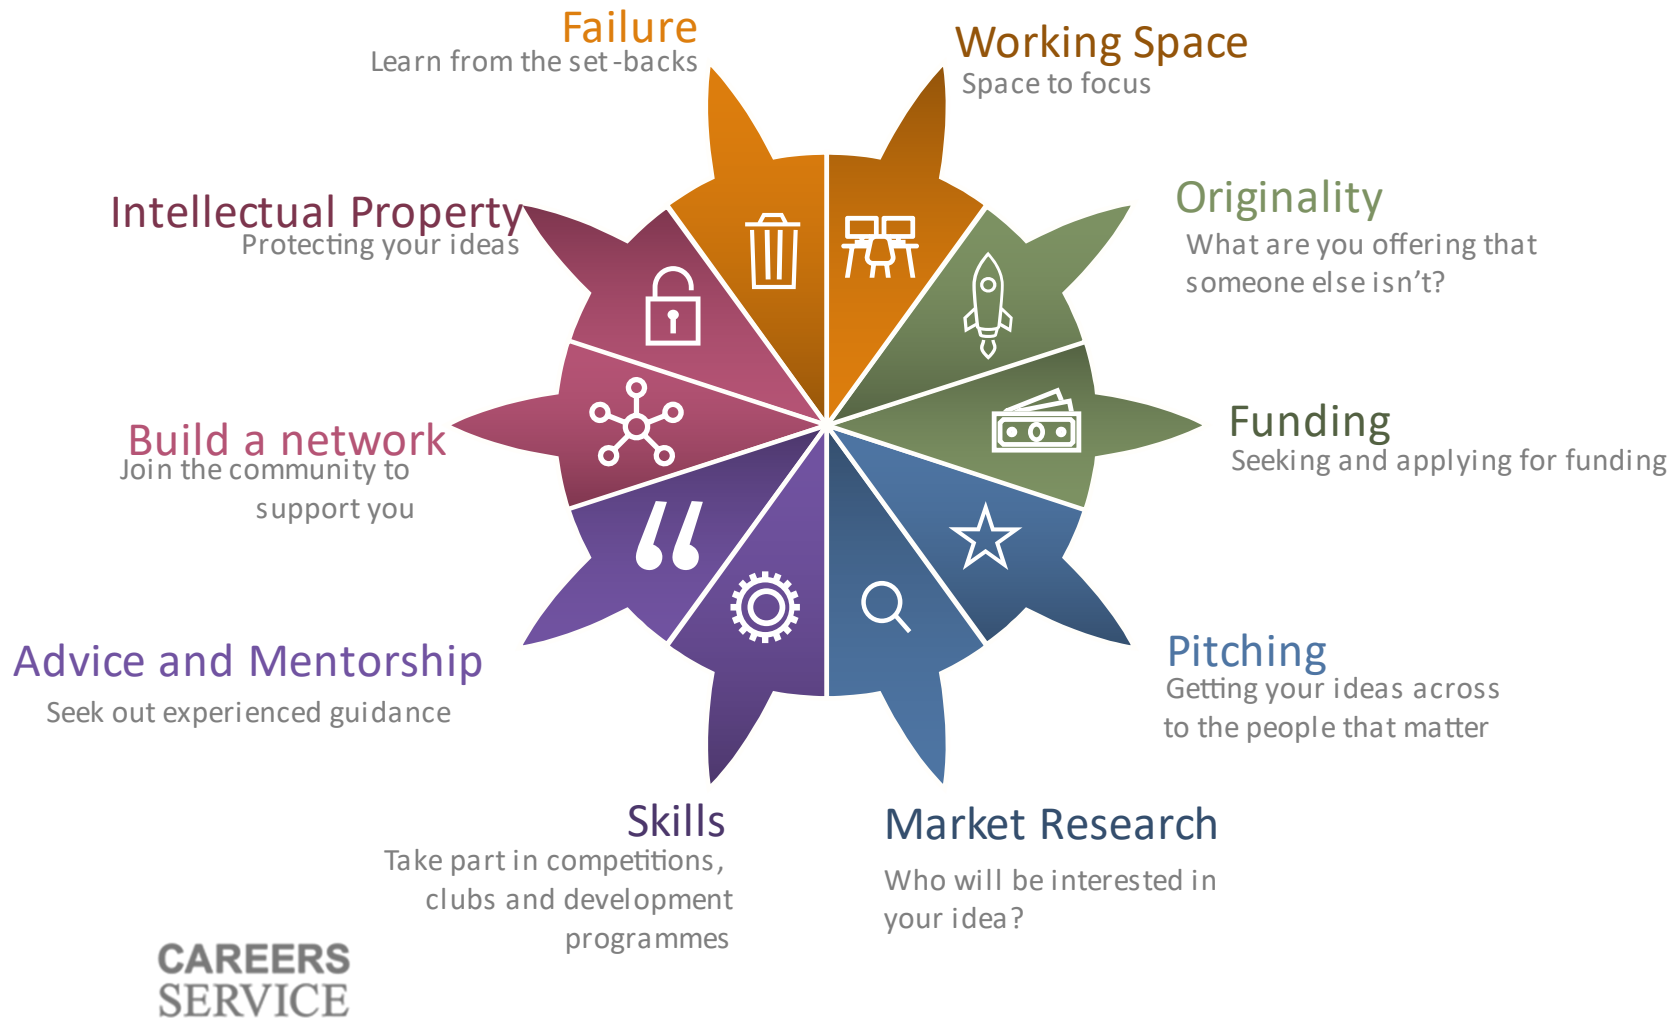 Failure
Learn from the set-backs
Working Space
Space to focus
Originality
What are you offering that
someone else isn't?
Funding
Seeking and applying for funding
Pitching
Getting your ideas across
to the people that matter
Market Research
Who will be interested in
your idea?
Skills
Take part in competitions,
clubs and development
programmes
Advice and Mentorship
Seek out experienced guidance
Build a network
Join the community to
support you
Intellectual Property
Protecting your ideas
CAREERS
SERVICE